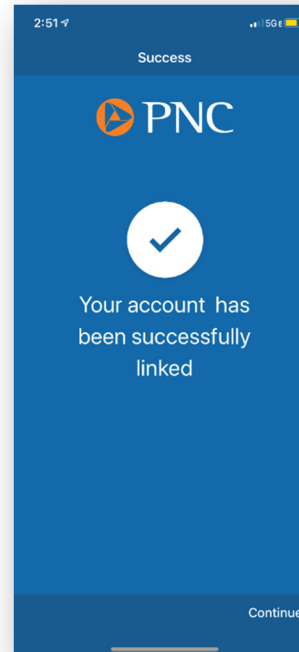 2:51 5GE
Success
PNC
Your account has
been successfully
linked
Continue